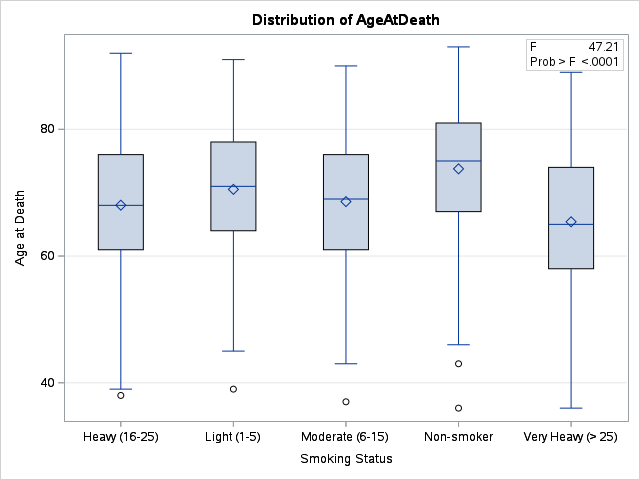 Distribution of AgeAtDeath
F 47.21
Prob > F <.0001
80
60
40
Age at Death
Heavy (16-25) Light (1-5) Moderate (6-15) Non-smoker Very Heavy (> 25)
Smoking Status